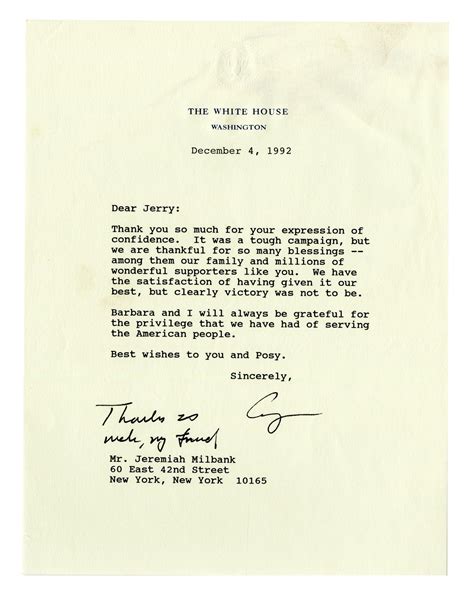 THE WHITE HOUSE
WASHINGTON
December 4, 1992
Dear Jerry:
Thank you so much for your expression of
confidence. It was a tough campaign, but
we are thankful for so many blessings --
among them our family and millions of
wonderful supporters like you. We have
the satisfaction of having given it our
best, but clearly victory was not to be.
Barbara and I will always be grateful for
the privilege that we have had of serving
the American people.
Best wishes to you and Posy.
Sincerely,
Thanks so
much, my friend
Mr. Jeremiah Milbank
60 East 42nd Street
New York, New York 10165